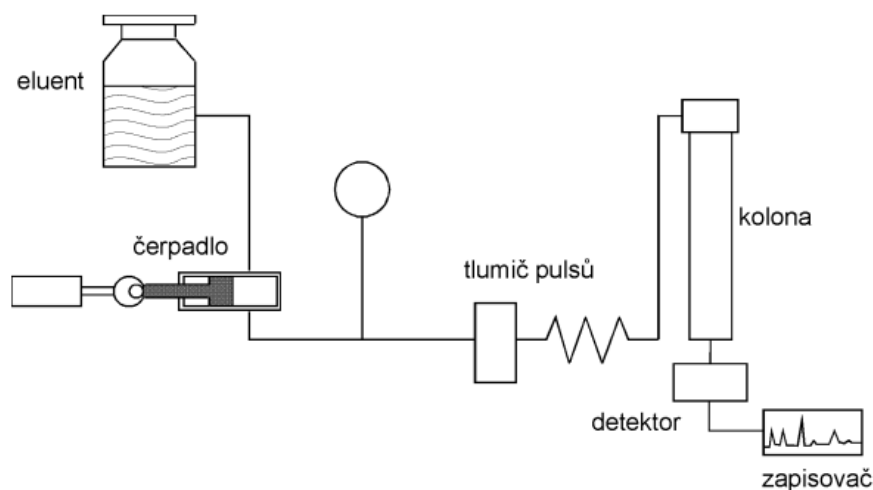 eluent
čerpadlo
tlumič pulsů
kolona
detektor
zapisovač